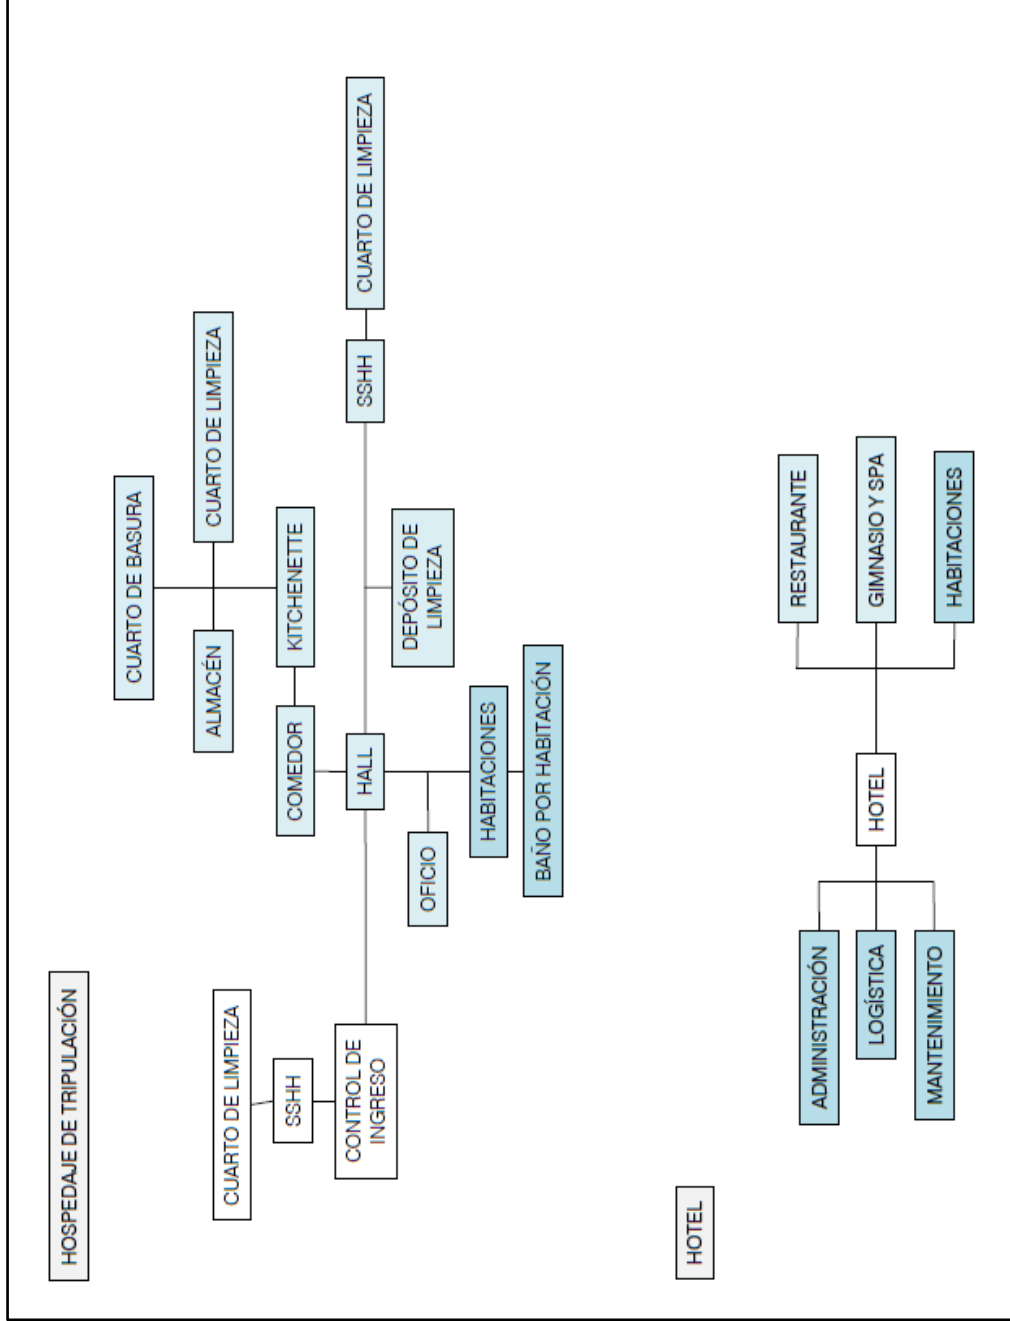 HOSPEDAJE DE TRIPULACIÓN
CUARTO DE BASURA
ALMACÉN
CUARTO DE LIMPIEZA
CUARTO DE LIMPIEZA
SSHH
COMEDOR
KITCHENETTE
CONTROL DE
INGRESO
HALL
SSHH
CUARTO DE LIMPIEZA
OFICIO
DEPÓSITO DE
LIMPIEZA
HABITACIONES
BAÑO POR HABITACIÓN
HOTEL
ADMINISTRACIÓN
LOGÍSTICA
MANTENIMIENTO
HOTEL
RESTAURANTE
GIMNASIO Y SPA
HABITACIONES